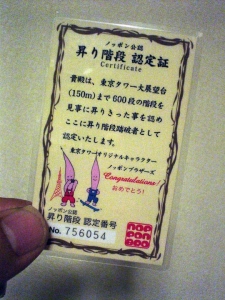 ノッポン公認
昇り階段 認定証
Certificate
貴殿は、東京タワー大展望台
(150m)まで600段の階段を
見事に昇りきった事を認め
ここに昇り階段踏破者として
認定いたします。
東京タワーオリジナルキャラクター
ノッポンブラザーズ
Congratulations!
おめでとう!
ノッポン公認
昇り階段 認定番号
No. 756054
noppon bros